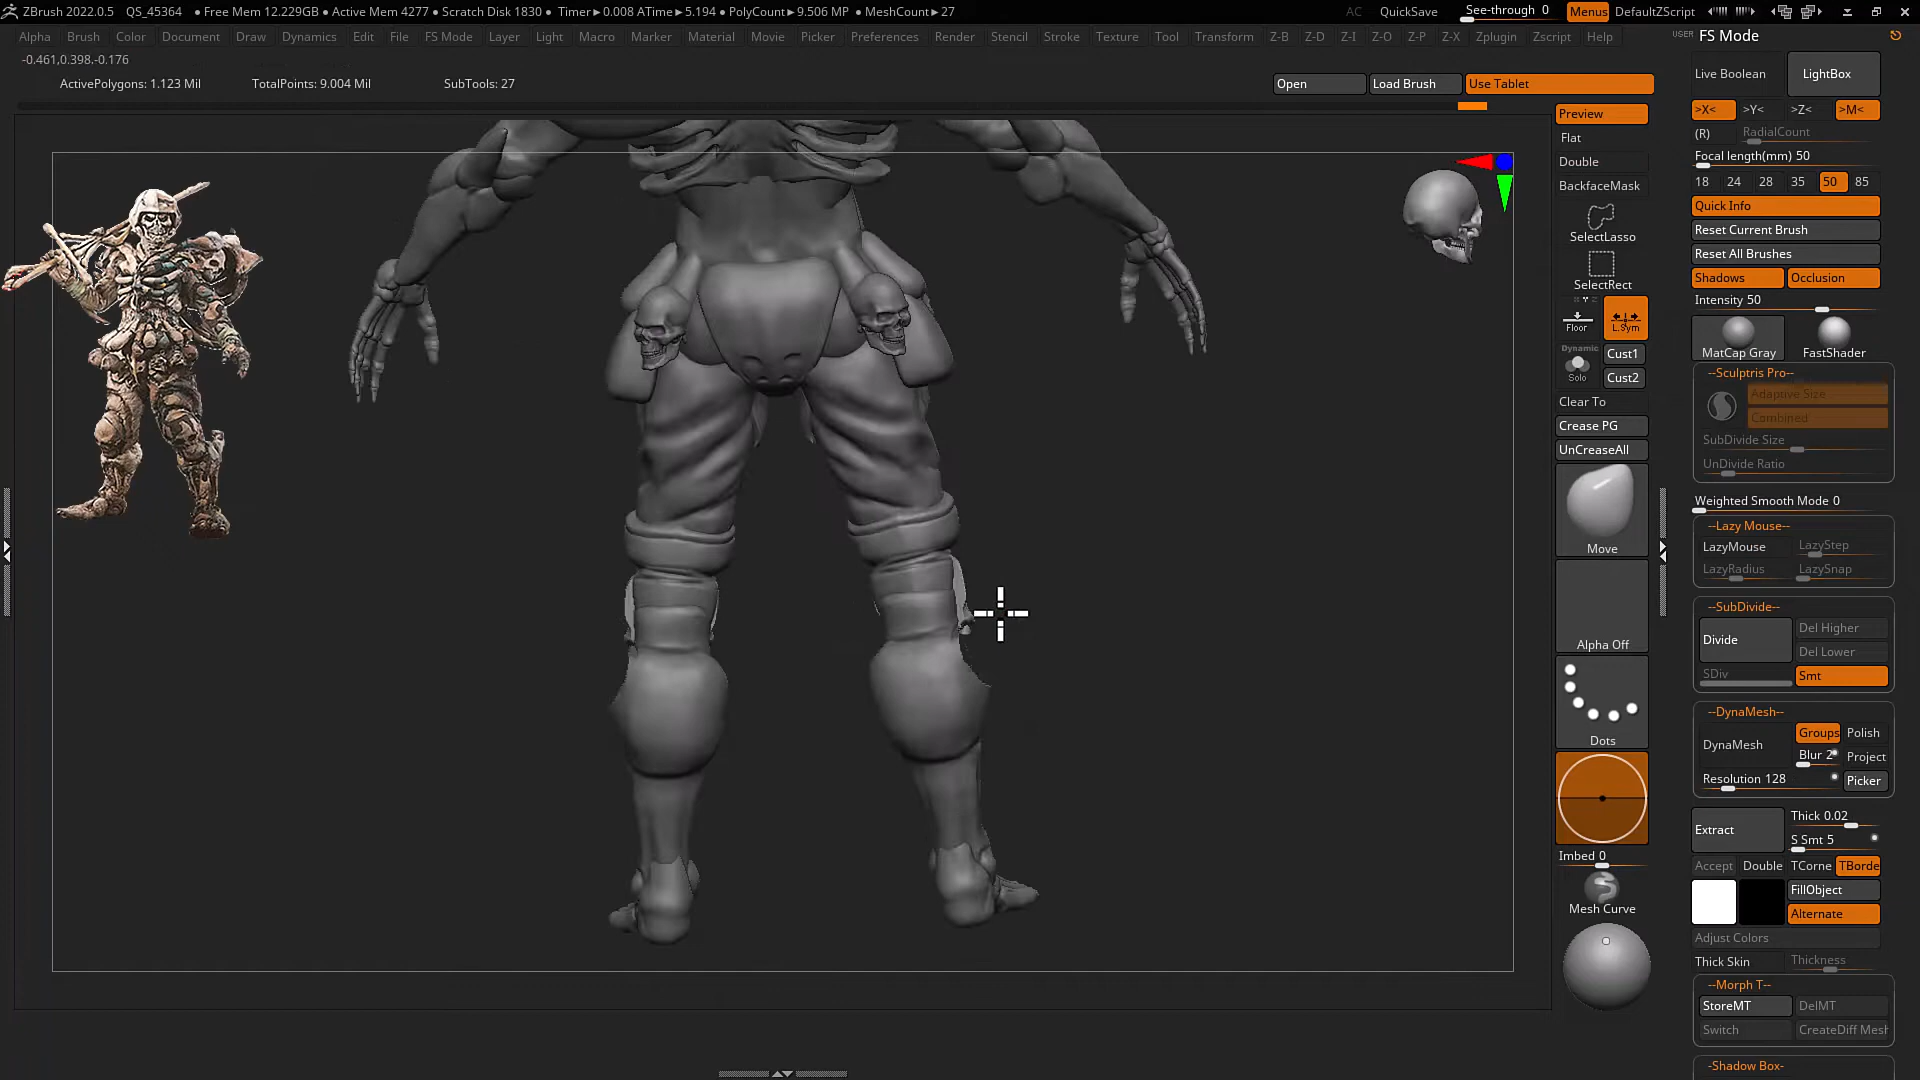 ZBrush 2022.0.5 QS_45364 • Free Mem 12.229GB • Active Mem 4277 • Scratch Disk 1830 • Timer►0.008 ATime►5.194 • PolyCount►9.506 MP • MeshCount►27
AC QuickSave See-through 0 Menus DefaultZScript
Alpha Brush Color Document Draw Dynamics Edit File FS Mode Layer Light Macro Marker Material Movie Picker Preferences Render Stencil Stroke Texture Tool Transform Z-B Z-D Z-I Z-O Z-P Z-X Zplugin Zscript Help
USER FS Mode
-0.461,0.398,-0.176
ActivePolygons: 1.123 Mil TotalPoints: 9.004 Mil SubTools: 27
Open Load Brush Use Tablet
Preview
Flat
Double
BackfaceMask
SelectLasso
SelectRect
Floor L.Sym
Dynamic
Solo
Cust1
Cust2
Clear To
Crease PG
UnCreaseAll
Move
Alpha Off
Dots
Imbed 0
Mesh Curve
Live Boolean LightBox
>X< >Y< >Z< >M<
(R) RadialCount
Focal length(mm) 50
18 24 28 35 50 85
Quick Info
Reset Current Brush
Reset All Brushes
Shadows Occlusion
Intensity 50
MatCap Gray FastShader
--Sculptris Pro--
Adaptive Size
Combined
SubDivide Size
UnDivide Ratio
Weighted Smooth Mode 0
--Lazy Mouse--
LazyMouse LazyStep
LazyRadius LazySnap
--SubDivide--
Divide Del Higher
Del Lower
SDiv Smt
--DynaMesh--
DynaMesh Groups Polish
Blur 2 Project
Resolution 128 Picker
Extract Thick 0.02
S Smt 5
Accept Double TCorne TBorde
FillObject
Alternate
Adjust Colors
Thick Skin Thickness
--Morph T--
StoreMT DelMT
Switch CreateDiff Mesh
-Shadow Box-